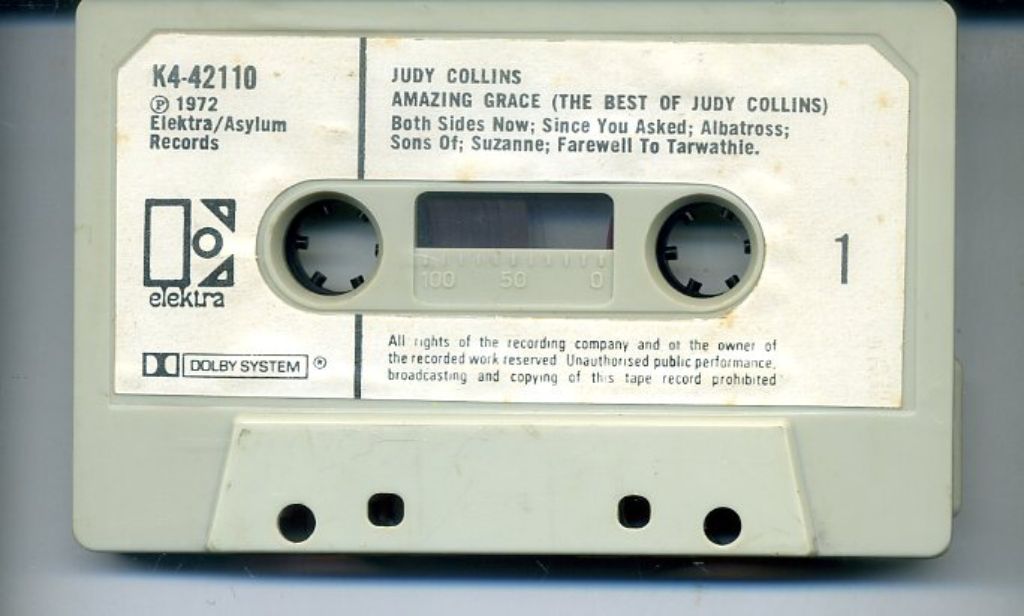 K4-42110
Ⓟ 1972
Elektra/Asylum
Records
JUDY COLLINS
AMAZING GRACE (THE BEST OF JUDY COLLINS)
Both Sides Now; Since You Asked; Albatross;
Sons Of; Suzanne; Farewell To Tarwathie.
elektra
100 50 0
1
DOLBY SYSTEM ®
All rights of the recording company and of the owner of
the recorded work reserved Unauthorised public performance,
broadcasting and copying of this tape record prohibited